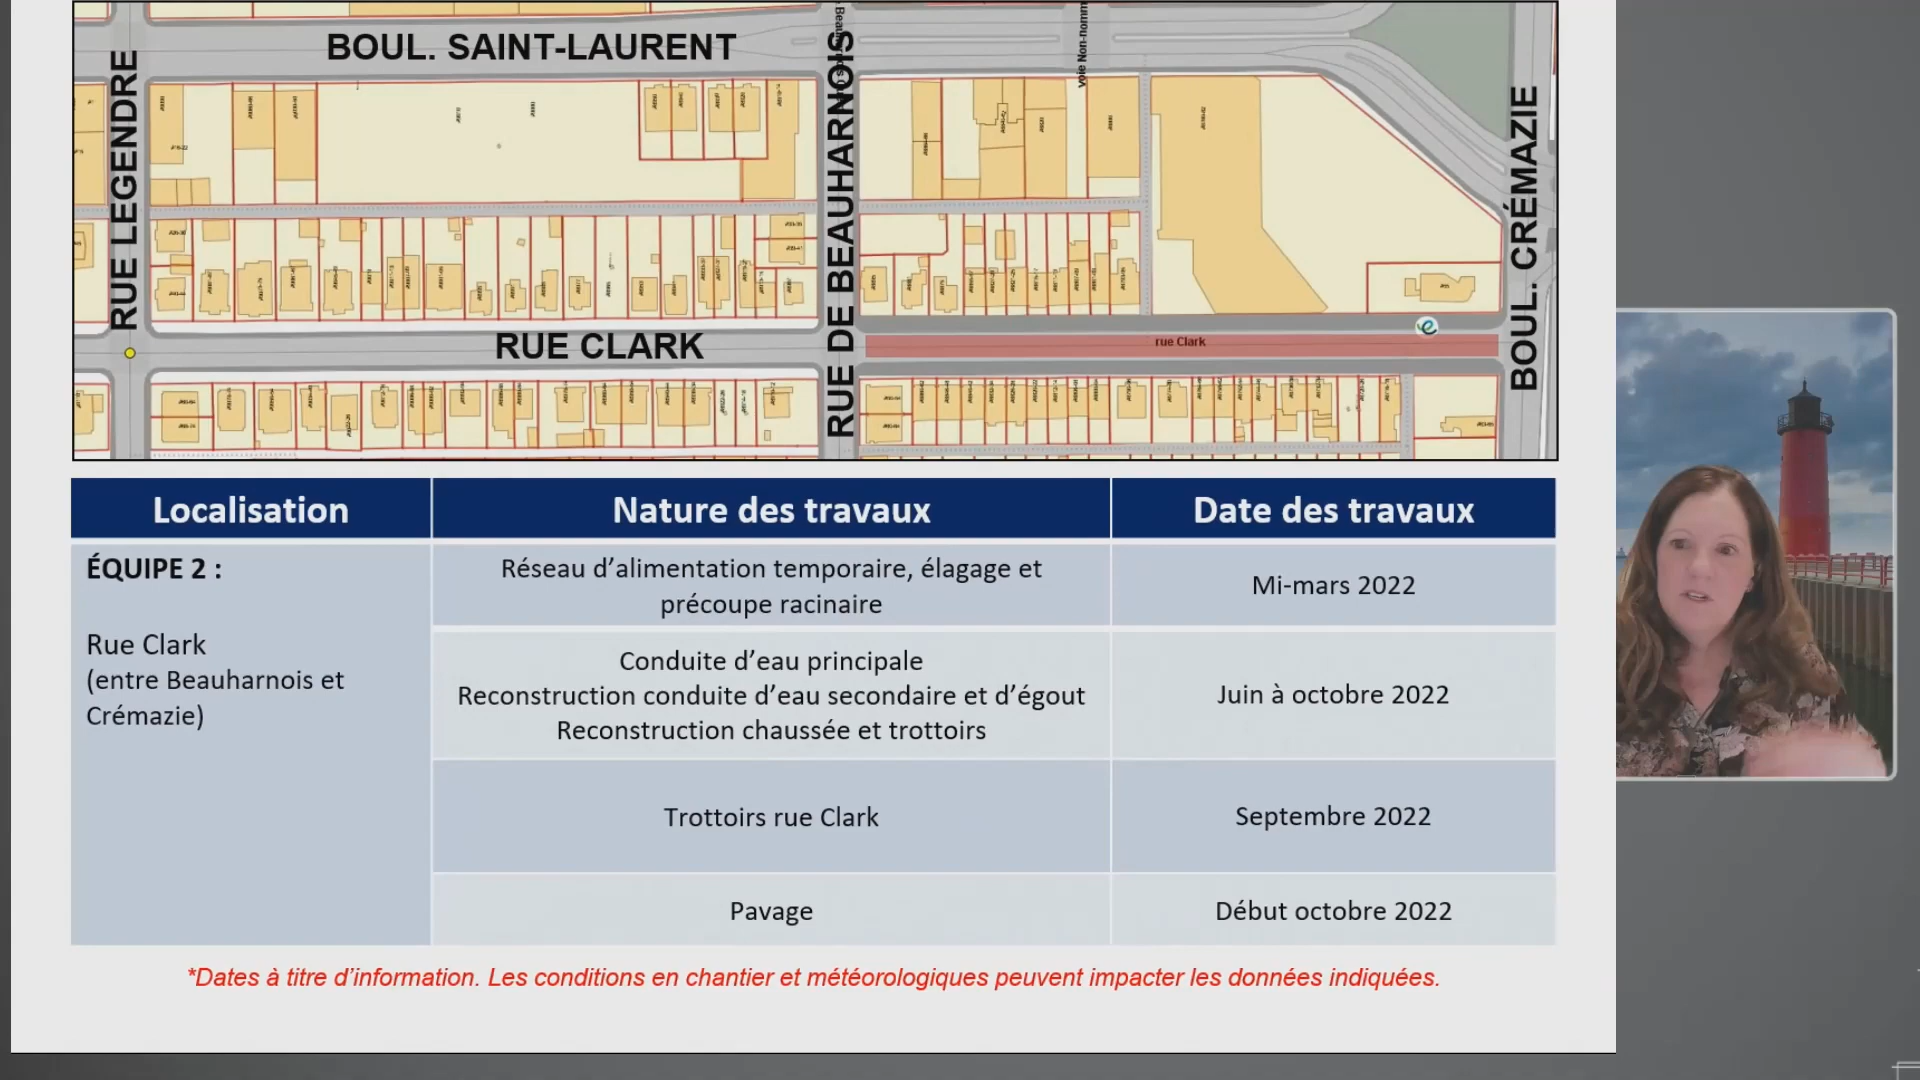 BOUL. SAINT-LAURENT
RUE LEGENDRE
RUE DE BEAUHARNOIS
voie Non-nomm
BOUL. CRÉMAZIE
RUE CLARK
rue Clark
Localisation
Nature des travaux
Date des travaux
ÉQUIPE 2 :
Rue Clark
(entre Beauharnois et
Crémazie)
Réseau d’alimentation temporaire, élagage et
précoupe racinaire
Mi-mars 2022
Conduite d’eau principale
Reconstruction conduite d’eau secondaire et d’égout
Reconstruction chaussée et trottoirs
Juin à octobre 2022
Trottoirs rue Clark
Septembre 2022
Pavage
Début octobre 2022
*Dates à titre d’information. Les conditions en chantier et météorologiques peuvent impacter les données indiquées.